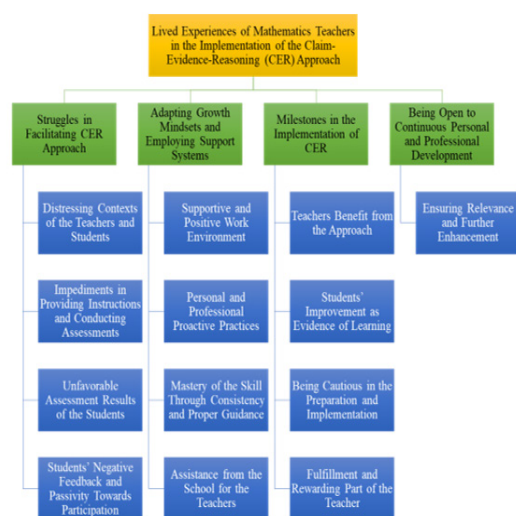 Lived Experiences of Mathematics Teachers
in the Implementation of the Claim-
Evidence-Reasoning (CER) Approach
Struggles in
Facilitating CER
Approach
Distressing Contexts
of the Teachers and
Students
Impediments in
Providing Instructions
and Conducting
Assessments
Unfavorable
Assessment Results
of the Students
Students' Negative
Feedback and
Passivity Towards
Participation
Adapting Growth
Mindsets and
Employing Support
Systems
Supportive and
Positive Work
Environment
Personal and
Professional
Proactive Practices
Mastery of the Skill
Through Consistency
and Proper Guidance
Assistance from the
School for the
Teachers
Milestones in the
Implementation of
CER
Teachers Benefit from
the Approach
Students'
Improvement as
Evidence of Learning
Being Cautious in the
Preparation and
Implementation
Fulfillment and
Rewarding Part of the
Teacher
Being Open to
Continuous Personal
and Professional
Development
Ensuring Relevance
and Further
Enhancement